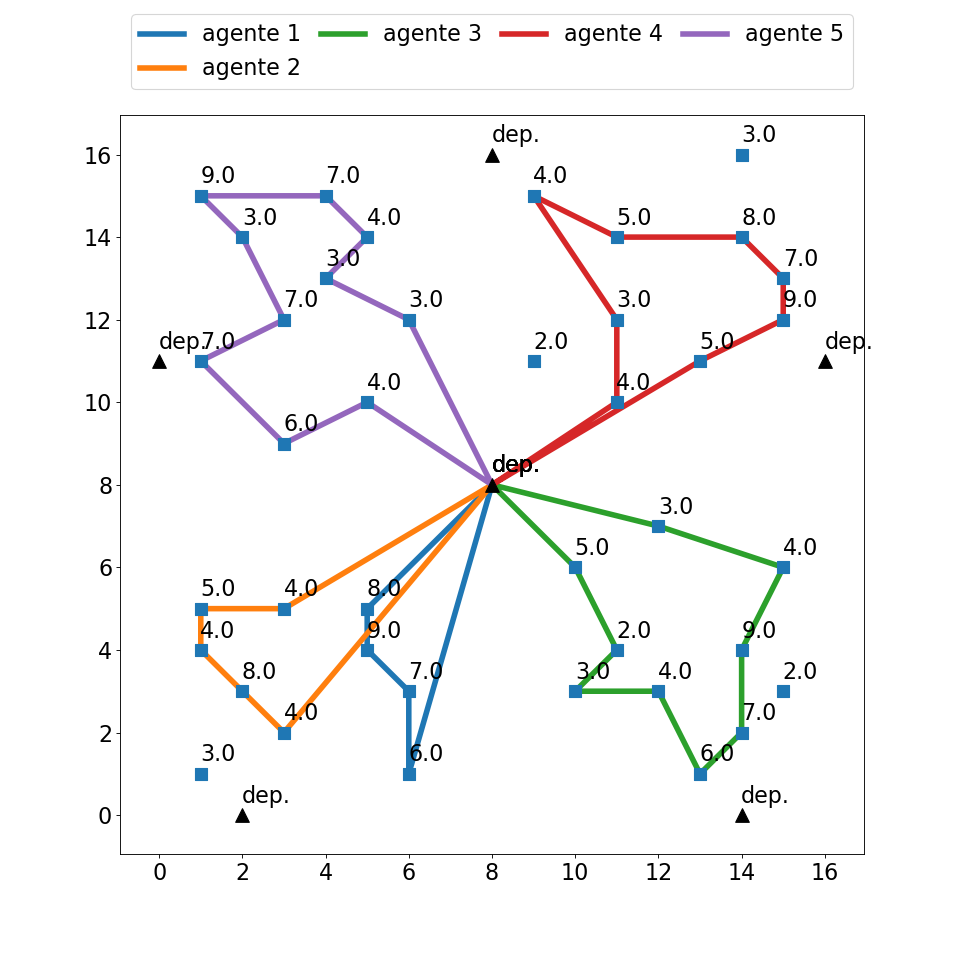 agente 1 agente 3 agente 4 agente 5
agente 2
dep. 3.0
16
9.0 7.0 4.0
3.0 4.0 5.0 8.0
14
3.0 7.0
7.0 3.0 3.0 9.0
12
dep. 7.0 2.0 5.0 dep.
4.0 4.0
10
6.0
dep. dep.
8
3.0
5.0 4.0
6
5.0 4.0 8.0
4.0 9.0 2.0 9.0
4
8.0 7.0 3.0 4.0 2.0
4.0 7.0
2
3.0 6.0 6.0
dep. dep.
0
0 2 4 6 8 10 12 14 16